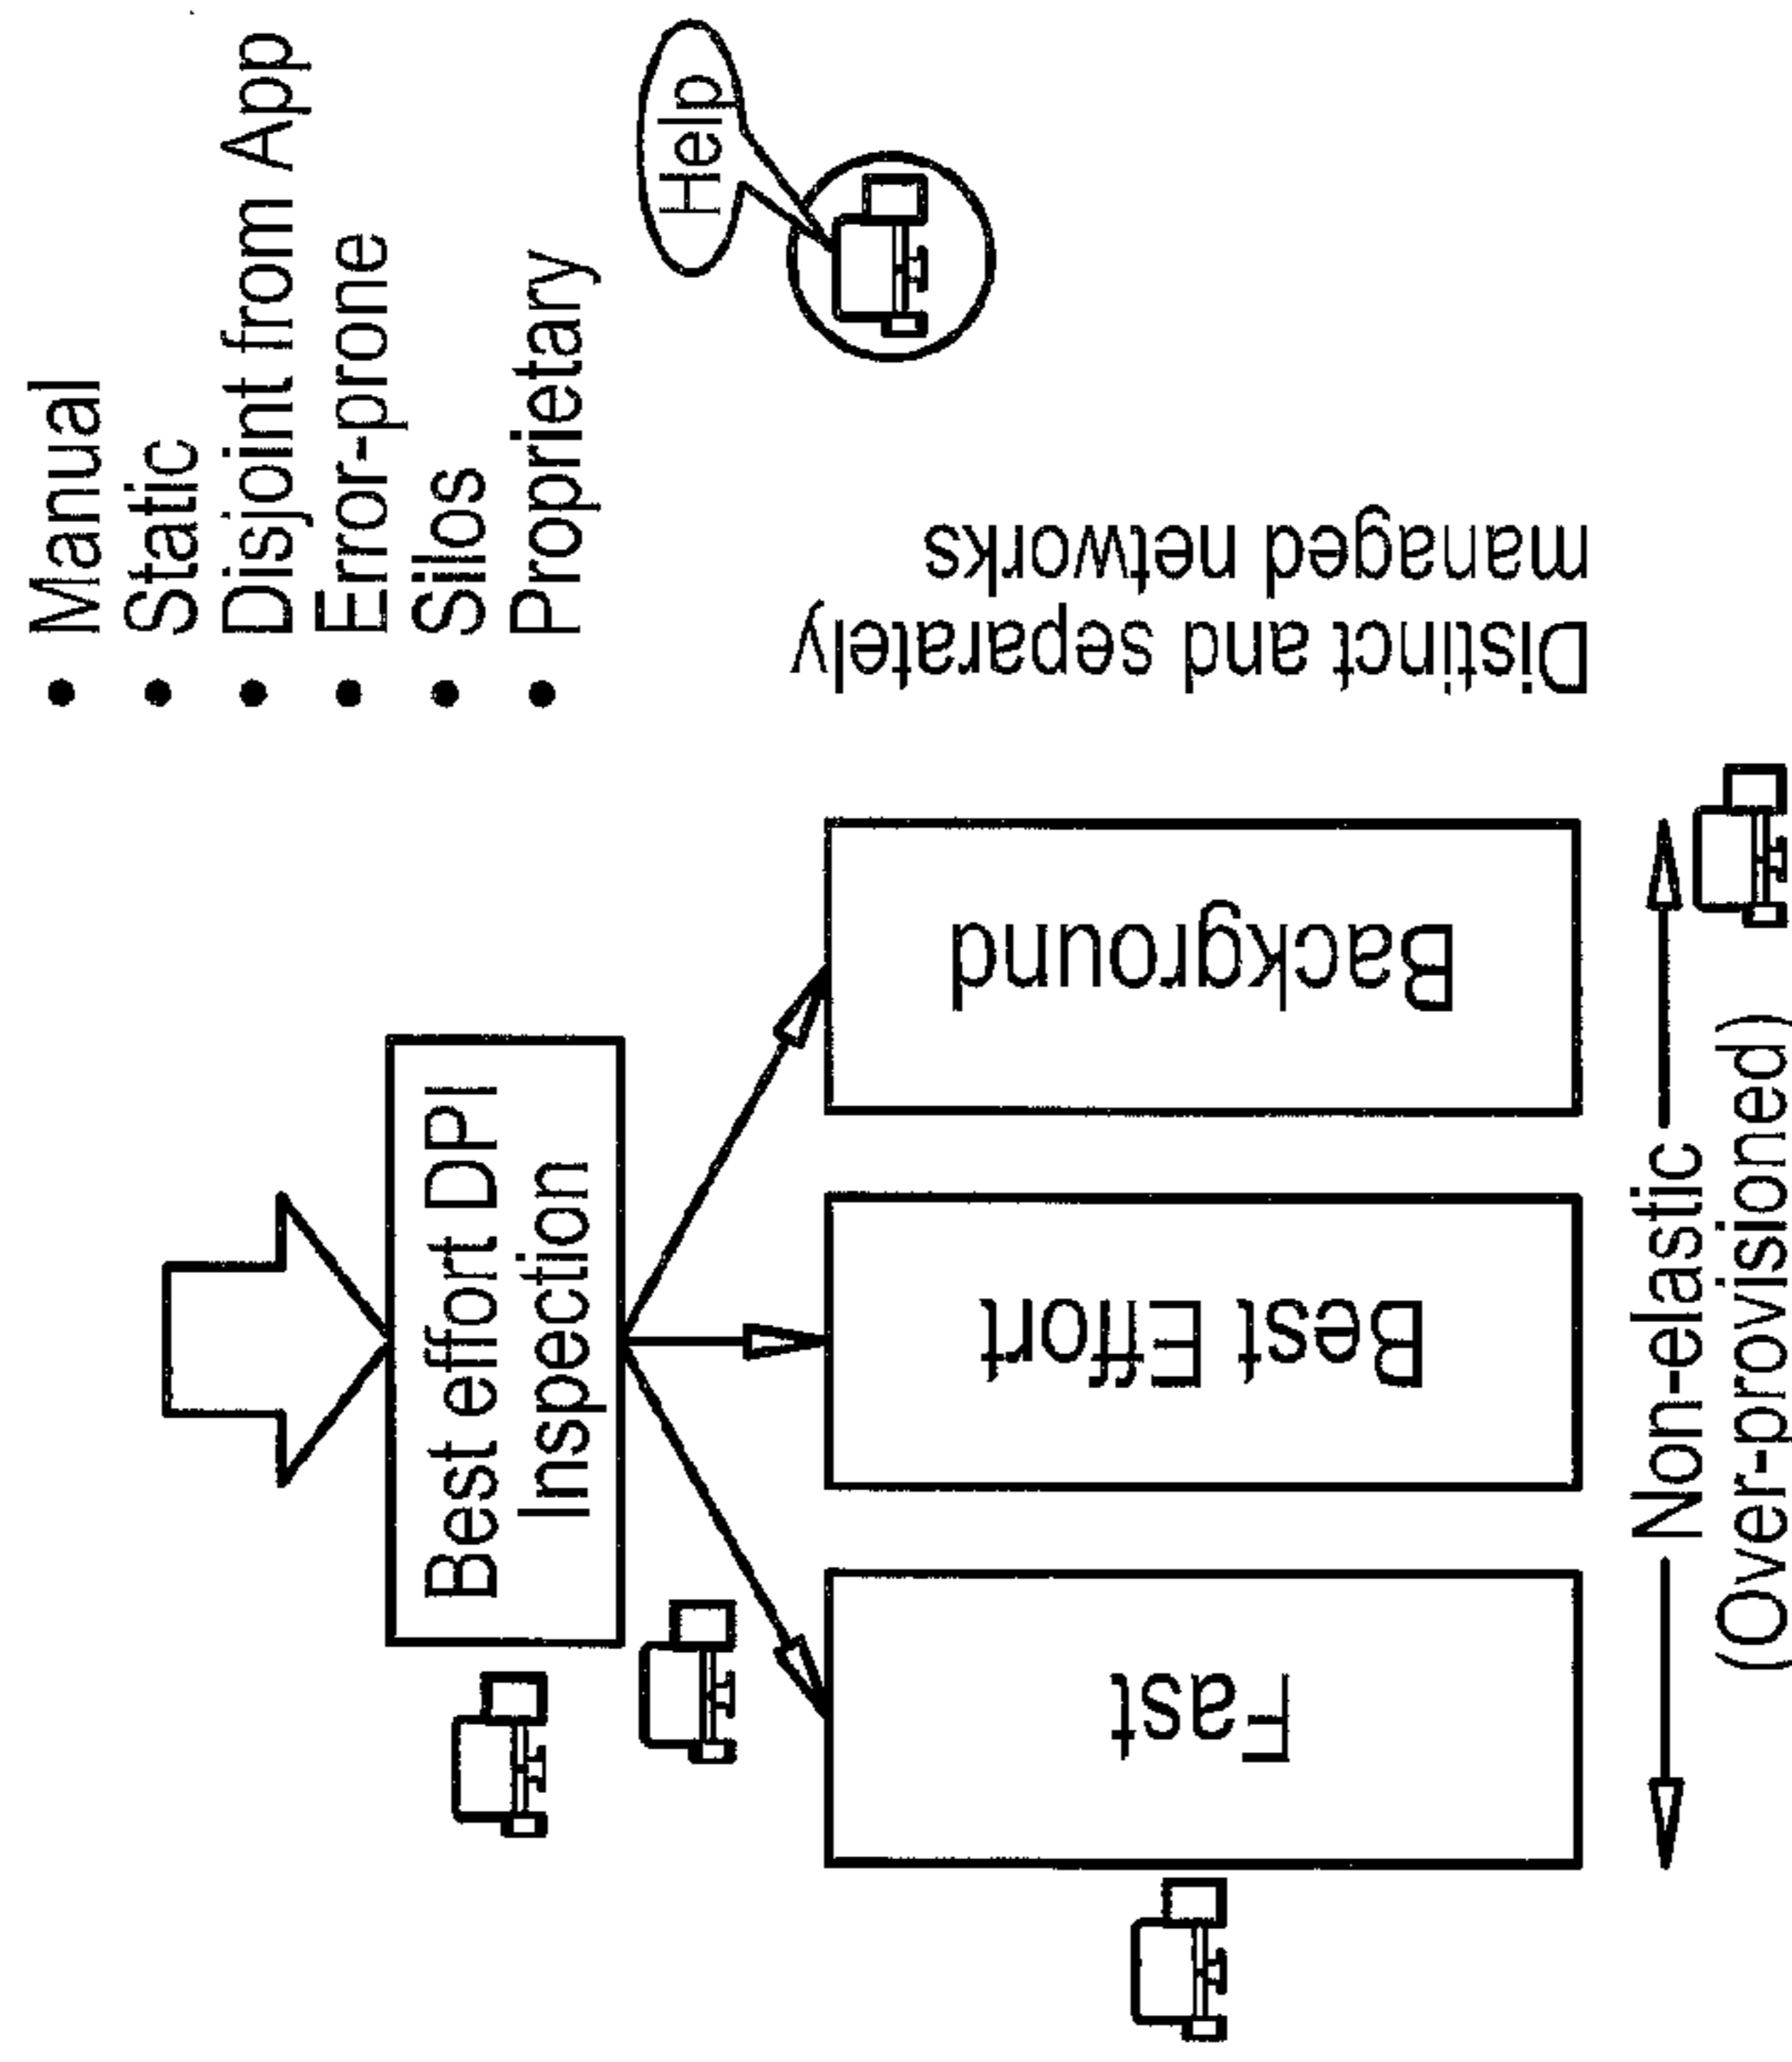 • Manual
• Static
• Disjoint from App
• Error-prone
• Silos
• Proprietary
Help
Best effort DPI
Inspection
Fast
Best Effort
Background
Distinct and separately
managed networks
Non-elastic
(Over-provisioned)